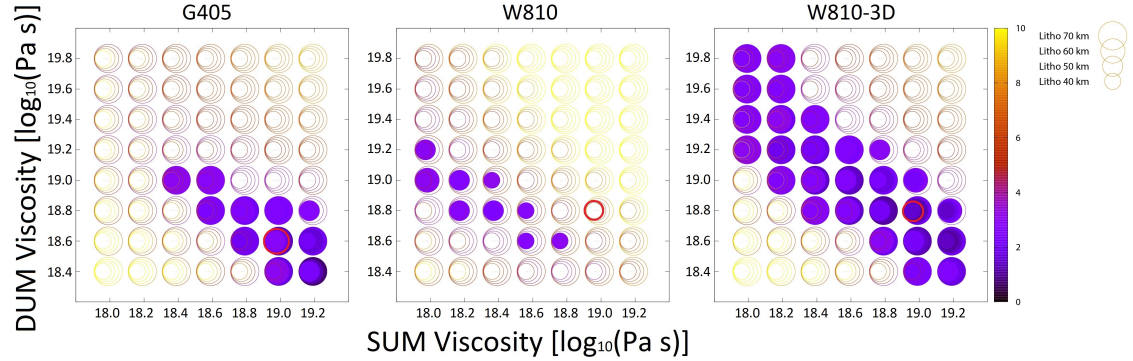 G405 W810 W810-3D
DUM Viscosity [log₁₀(Pa s)]
19.8 19.8 19.8
19.6 19.6 19.6
19.4 19.4 19.4
19.2 19.2 19.2
19.0 19.0 19.0
18.8 18.8 18.8
18.6 18.6 18.6
18.4 18.4 18.4
18.0 18.2 18.4 18.6 18.8 19.0 19.2 18.0 18.2 18.4 18.6 18.8 19.0 19.2 18.0 18.2 18.4 18.6 18.8 19.0 19.2
SUM Viscosity [log₁₀(Pa s)]
10
8
6
4
2
0
Litho 70 km
Litho 60 km
Litho 50 km
Litho 40 km